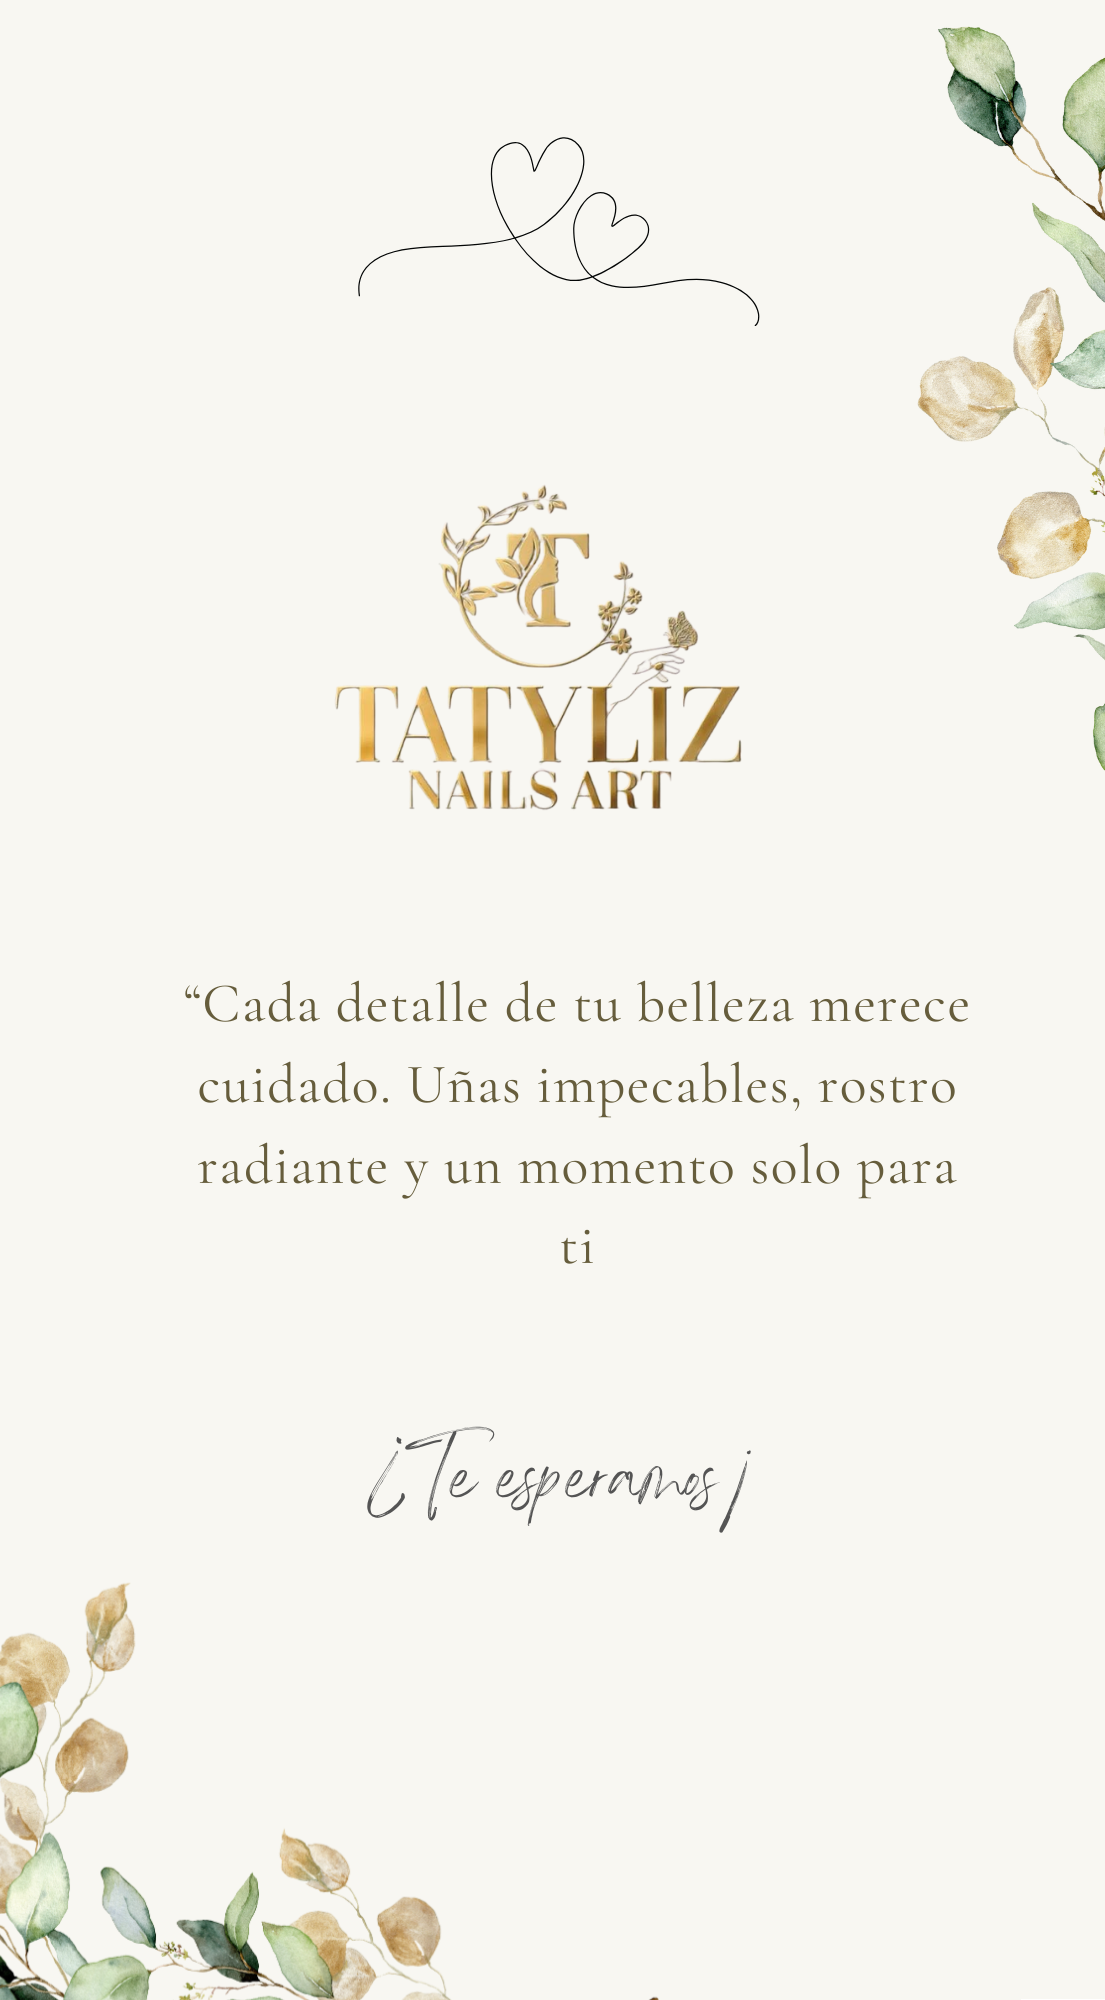 T
TATYLIZ
NAILS ART
“Cada detalle de tu belleza merece
cuidado. Uñas impecables, rostro
radiante y un momento solo para
ti
¿Te esperamos¡